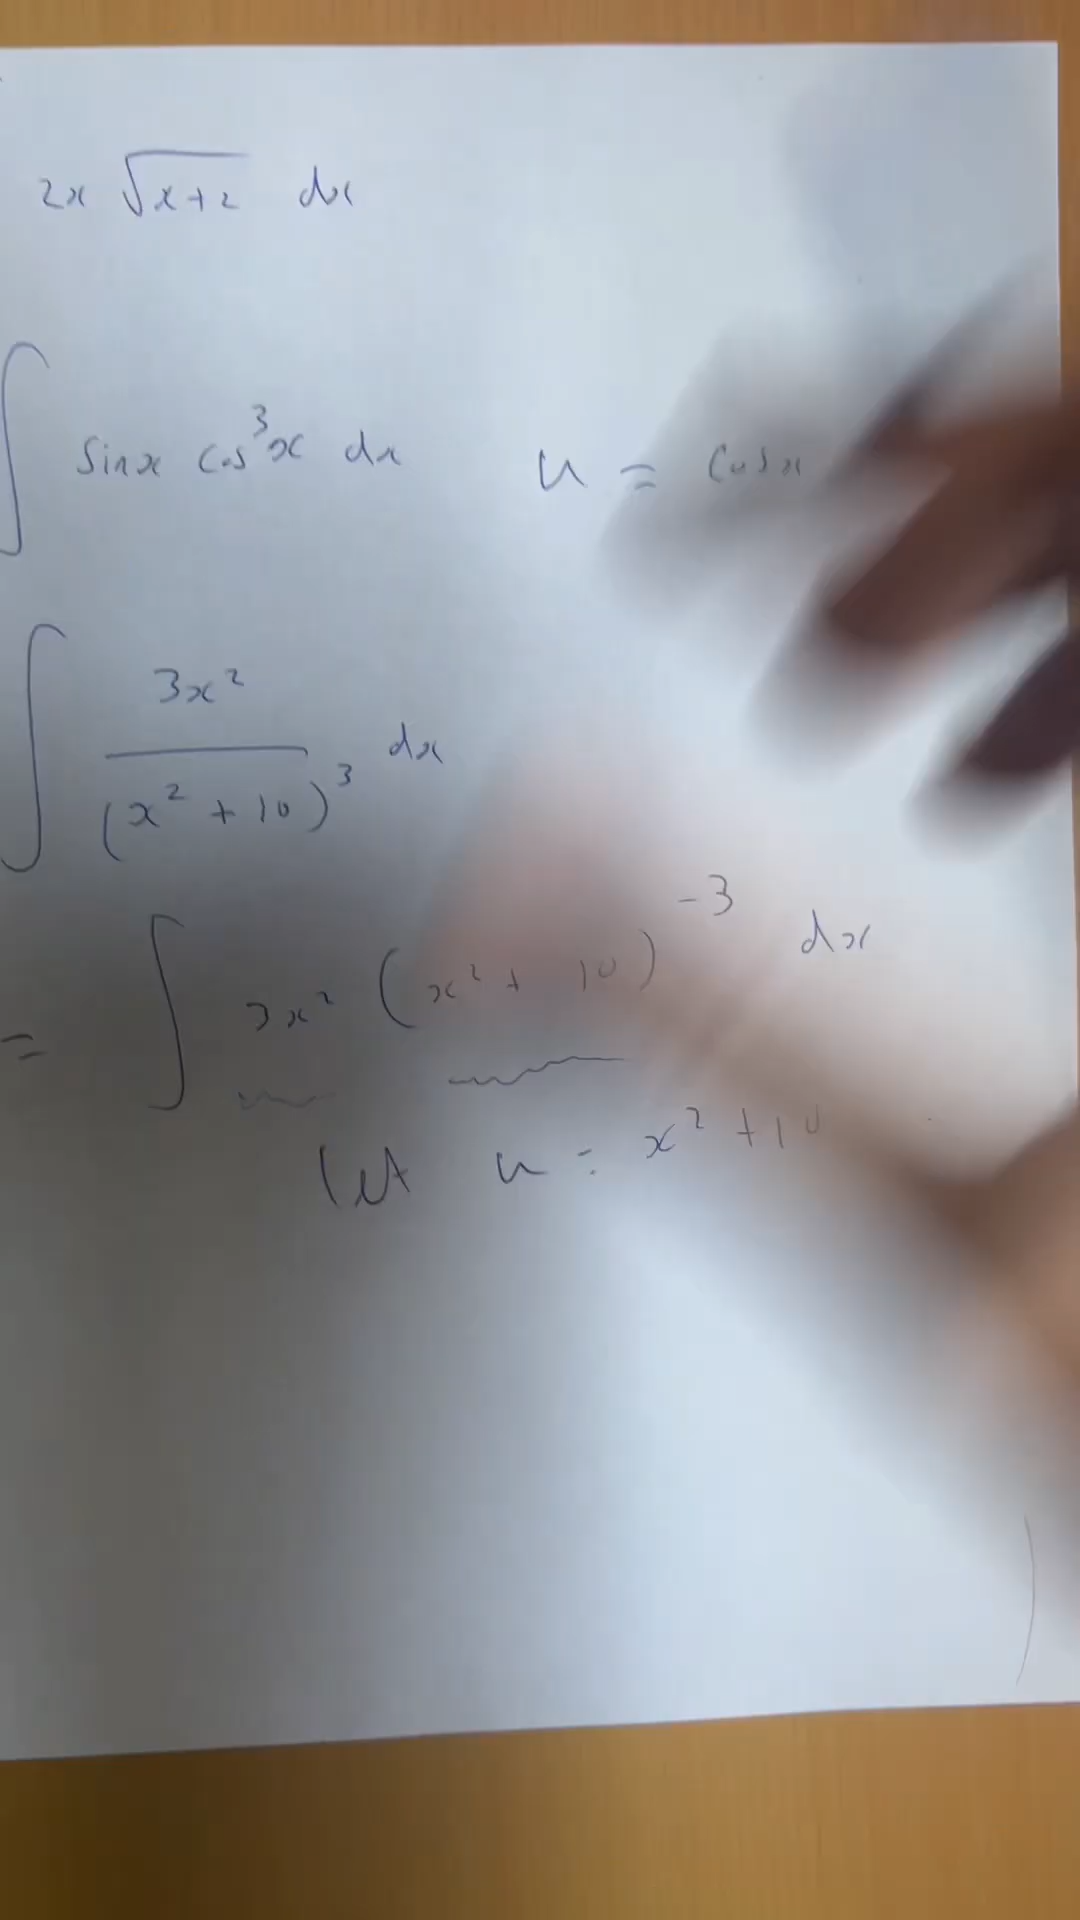 2x √(x+2) dx
∫ sinx cos³x dx u = cosx
∫ 3x² / (x² + 10)³ dx
= ∫ 3x² (x² + 10)⁻³ dx
let u = x² + 10